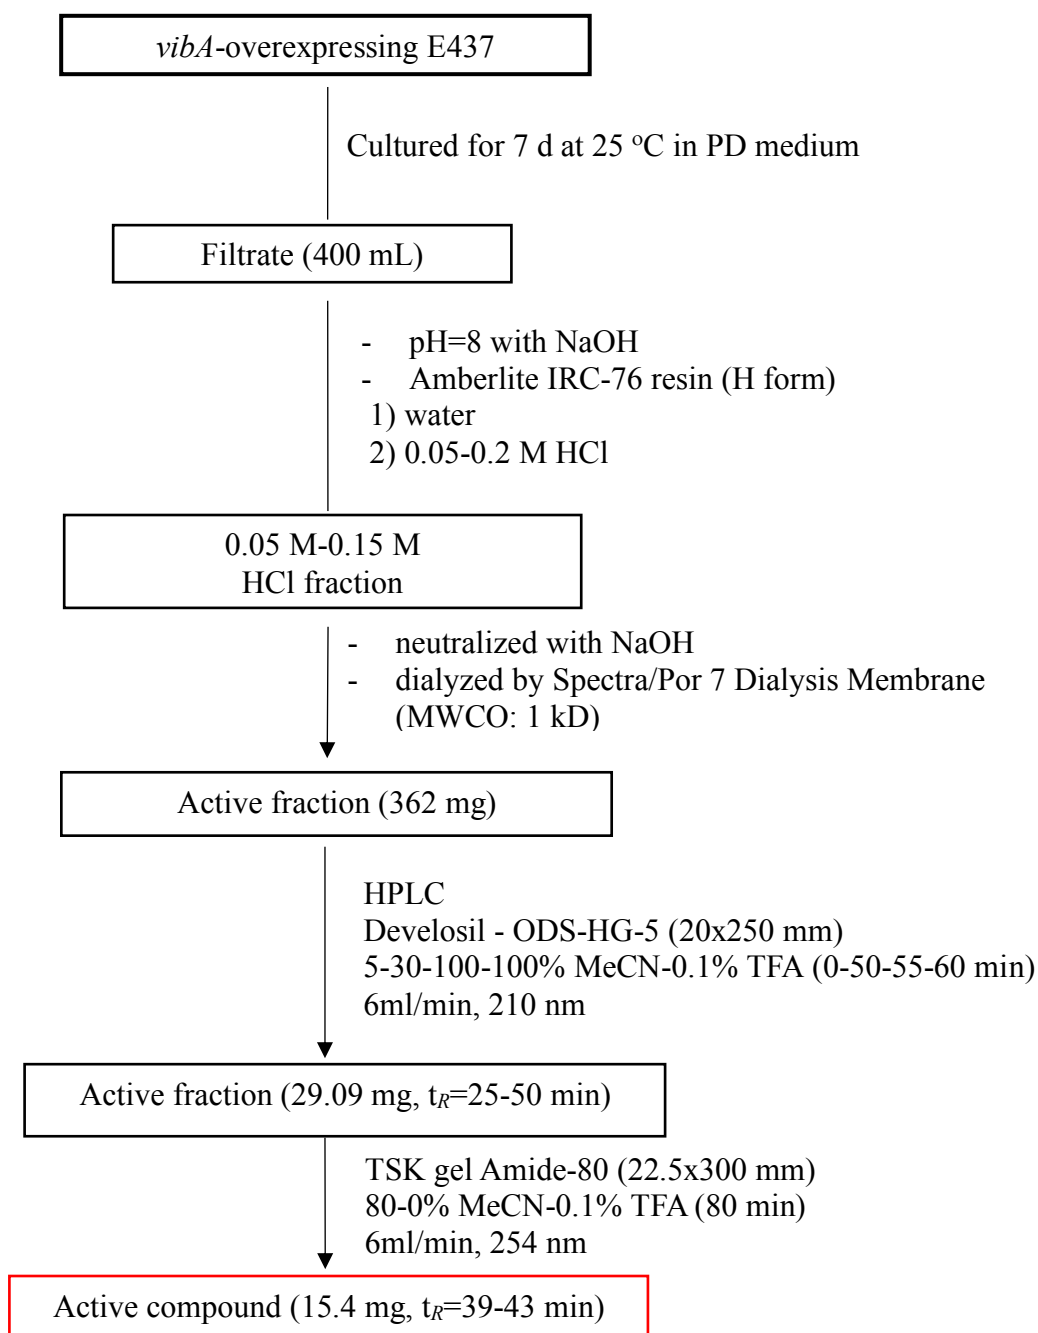 vibA-overexpressing E437
Cultured for 7 d at 25 °C in PD medium
Filtrate (400 mL)
- pH=8 with NaOH
- Amberlite IRC-76 resin (H form)
1) water
2) 0.05-0.2 M HCl
0.05 M-0.15 M
HCl fraction
- neutralized with NaOH
- dialyzed by Spectra/Por 7 Dialysis Membrane
(MWCO: 1 kD)
Active fraction (362 mg)
HPLC
Develosil - ODS-HG-5 (20x250 mm)
5-30-100-100% MeCN-0.1% TFA (0-50-55-60 min)
6ml/min, 210 nm
Active fraction (29.09 mg, tR=25-50 min)
TSK gel Amide-80 (22.5x300 mm)
80-0% MeCN-0.1% TFA (80 min)
6ml/min, 254 nm
Active compound (15.4 mg, tR=39-43 min)